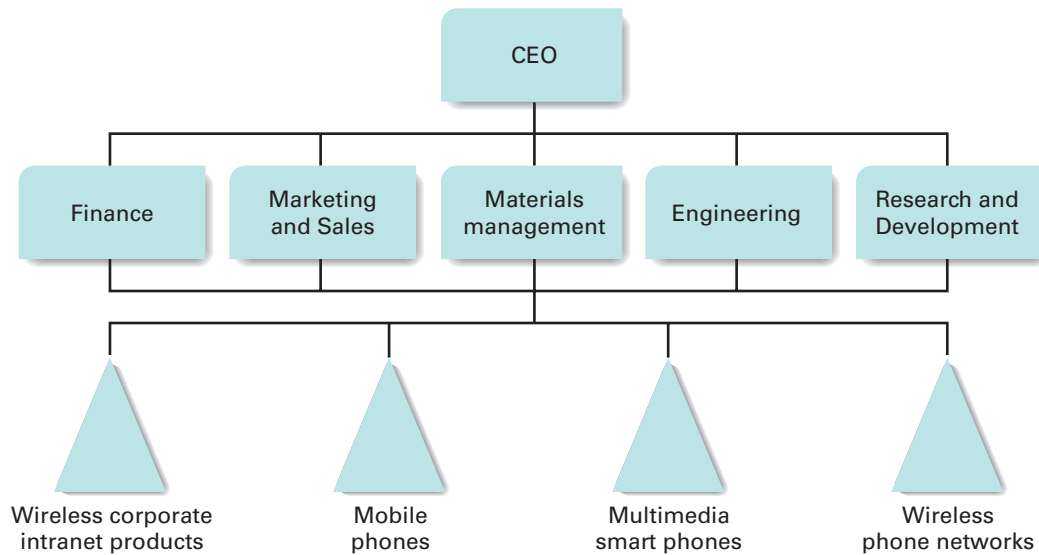 CEO
Finance
Marketing
and Sales
Materials
management
Engineering
Research and
Development
Wireless corporate
intranet products
Mobile
phones
Multimedia
smart phones
Wireless
phone networks